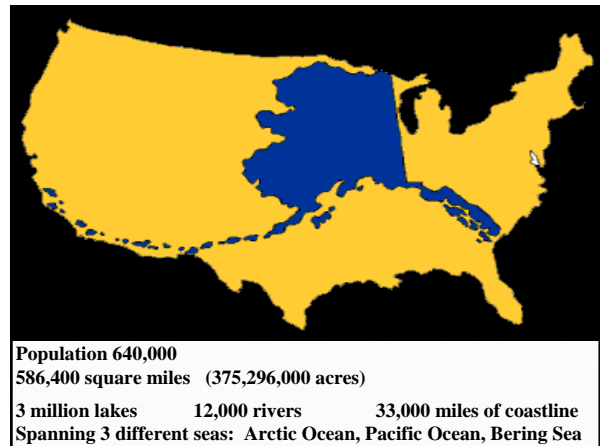 Population 640,000
586,400 square miles (375,296,000 acres)
3 million lakes 12,000 rivers 33,000 miles of coastline
Spanning 3 different seas: Arctic Ocean, Pacific Ocean, Bering Sea